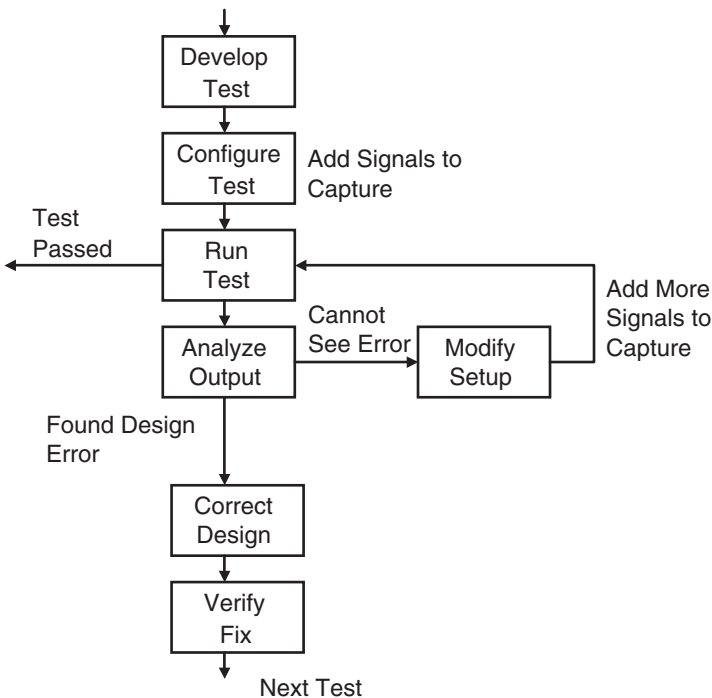 Develop
Test
Configure
Test
Add Signals to
Capture
Test
Passed
Run
Test
Add More
Signals to
Capture
Cannot
See Error
Analyze
Output
Modify
Setup
Found Design
Error
Correct
Design
Verify
Fix
Next Test